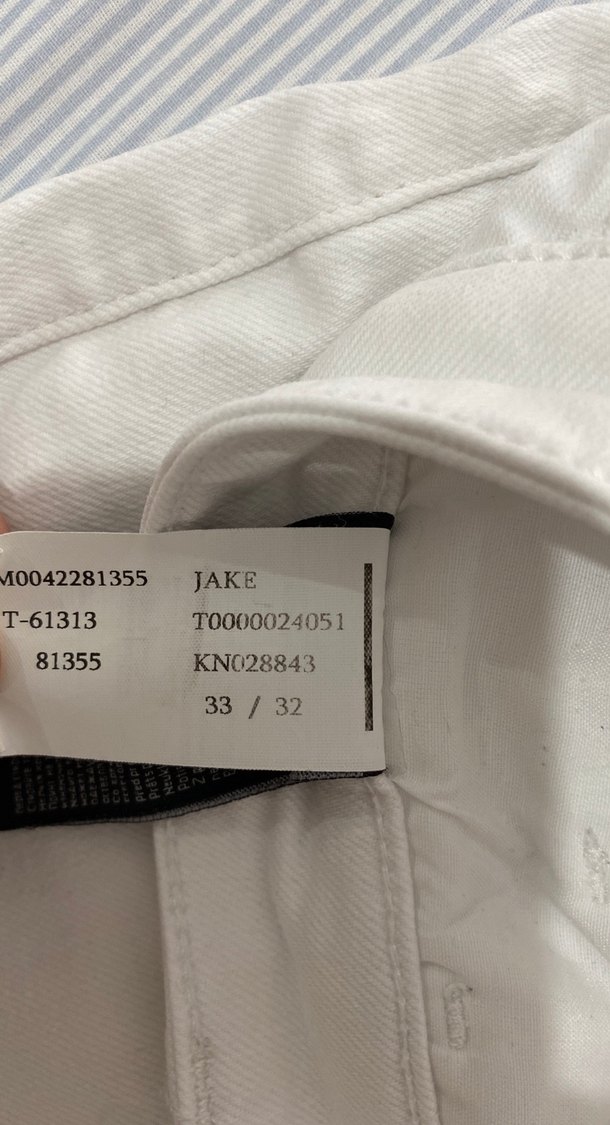 M0042281355 JAKE
T-61313 T0000024051
81355 KN028843
33 / 32